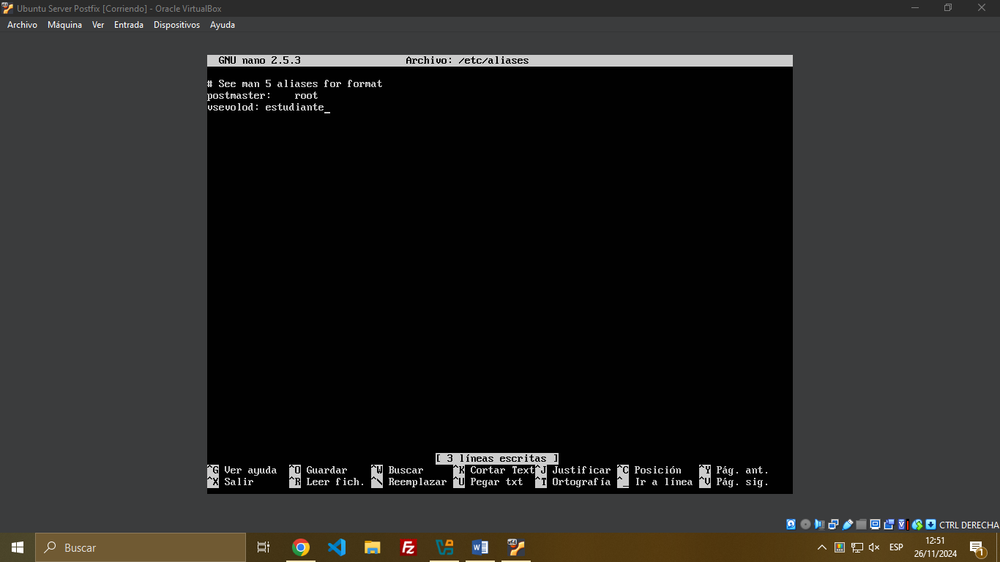 Ubuntu Server Postfix [Corriendo] - Oracle VirtualBox
Archivo Máquina Ver Entrada Dispositivos Ayuda
GNU nano 2.5.3 Archivo: /etc/aliases
# See man 5 aliases for format
postmaster: root
vsevolod: estudiante_
[ 3 líneas escritas ]
^G Ver ayuda ^O Guardar ^W Buscar ^K Cortar Text ^J Justificar ^C Posición ^Y Pág. ant.
^X Salir ^R Leer fich. ^\ Reemplazar ^U Pegar txt ^T Ortografía ^_ Ir a línea ^V Pág. sig.
CTRL DERECHA
Buscar
ESP
12:51
26/11/2024
1